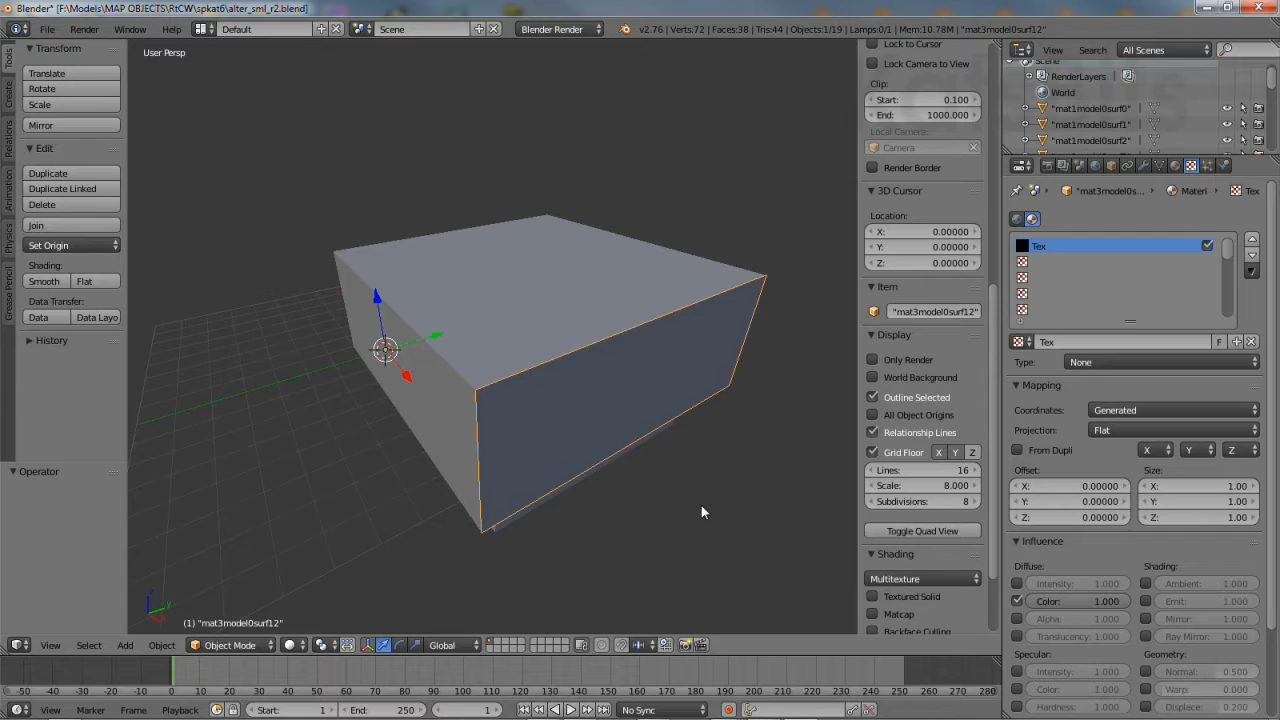 Blender* [F:\Models\MAP OBJECTS\RtCW\spkat6\alter_sml_r2.blend]
File Render Window Help Default Scene Blender Render v2.76 | Verts:72 | Faces:38 | Tris:44 | Objects:1/19 | Lamps:0/1 | Mem:10.78M | "mat3model0surf12"
Tools
Create
Relations
Animation
Physics
Grease Pencil
Transform
Translate
Rotate
Scale
Mirror
Edit
Duplicate
Duplicate Linked
Delete
Join
Set Origin
Shading:
Smooth Flat
Data Transfer:
Data Data Layo
History
Operator
User Persp
(1) "mat3model0surf12"
Lock to Cursor
Lock Camera to View
Clip:
Start: 0.100
End: 1000.000
Local Camera:
Camera
Render Border
3D Cursor
Location:
X: 0.00000
Y: 0.00000
Z: 0.00000
Item
"mat3model0surf12"
Display
Only Render
World Background
Outline Selected
All Object Origins
Relationship Lines
Grid Floor X Y Z
Lines: 16
Scale: 8.000
Subdivisions: 8
Toggle Quad View
Shading
Multitexture
Textured Solid
Matcap
Backface Culling
View Search All Scenes
Scene
RenderLayers
World
"mat1model0surf0"
"mat1model0surf1"
"mat1model0surf2"
"mat3model0s... Materi Tex
Tex
Tex F
Type: None
Mapping
Coordinates: Generated
Projection: Flat
From Dupli X Y Z
Offset: Size:
X: 0.00000 X: 1.00
Y: 0.00000 Y: 1.00
Z: 0.00000 Z: 1.00
Influence
Diffuse: Shading:
Intensity: 1.000 Ambient: 1.000
Color: 1.000 Emit: 1.000
Alpha: 1.000 Mirror: 1.000
Translucency: 1.000 Ray Mirror: 1.000
Specular: Geometry:
Intensity: 1.000 Normal: 0.500
Color: 1.000 Warp: 0.000
Hardness: 1.000 Displace: 0.200
View Select Add Object Object Mode Global
-50 -40 -30 -20 -10 0 10 20 30 40 50 60 70 80 90 100 110 120 130 140 150 160 170 180 190 200 210 220 230 240 250 260 270 280
View Marker Frame Playback Start: 1 End: 250 1 No Sync